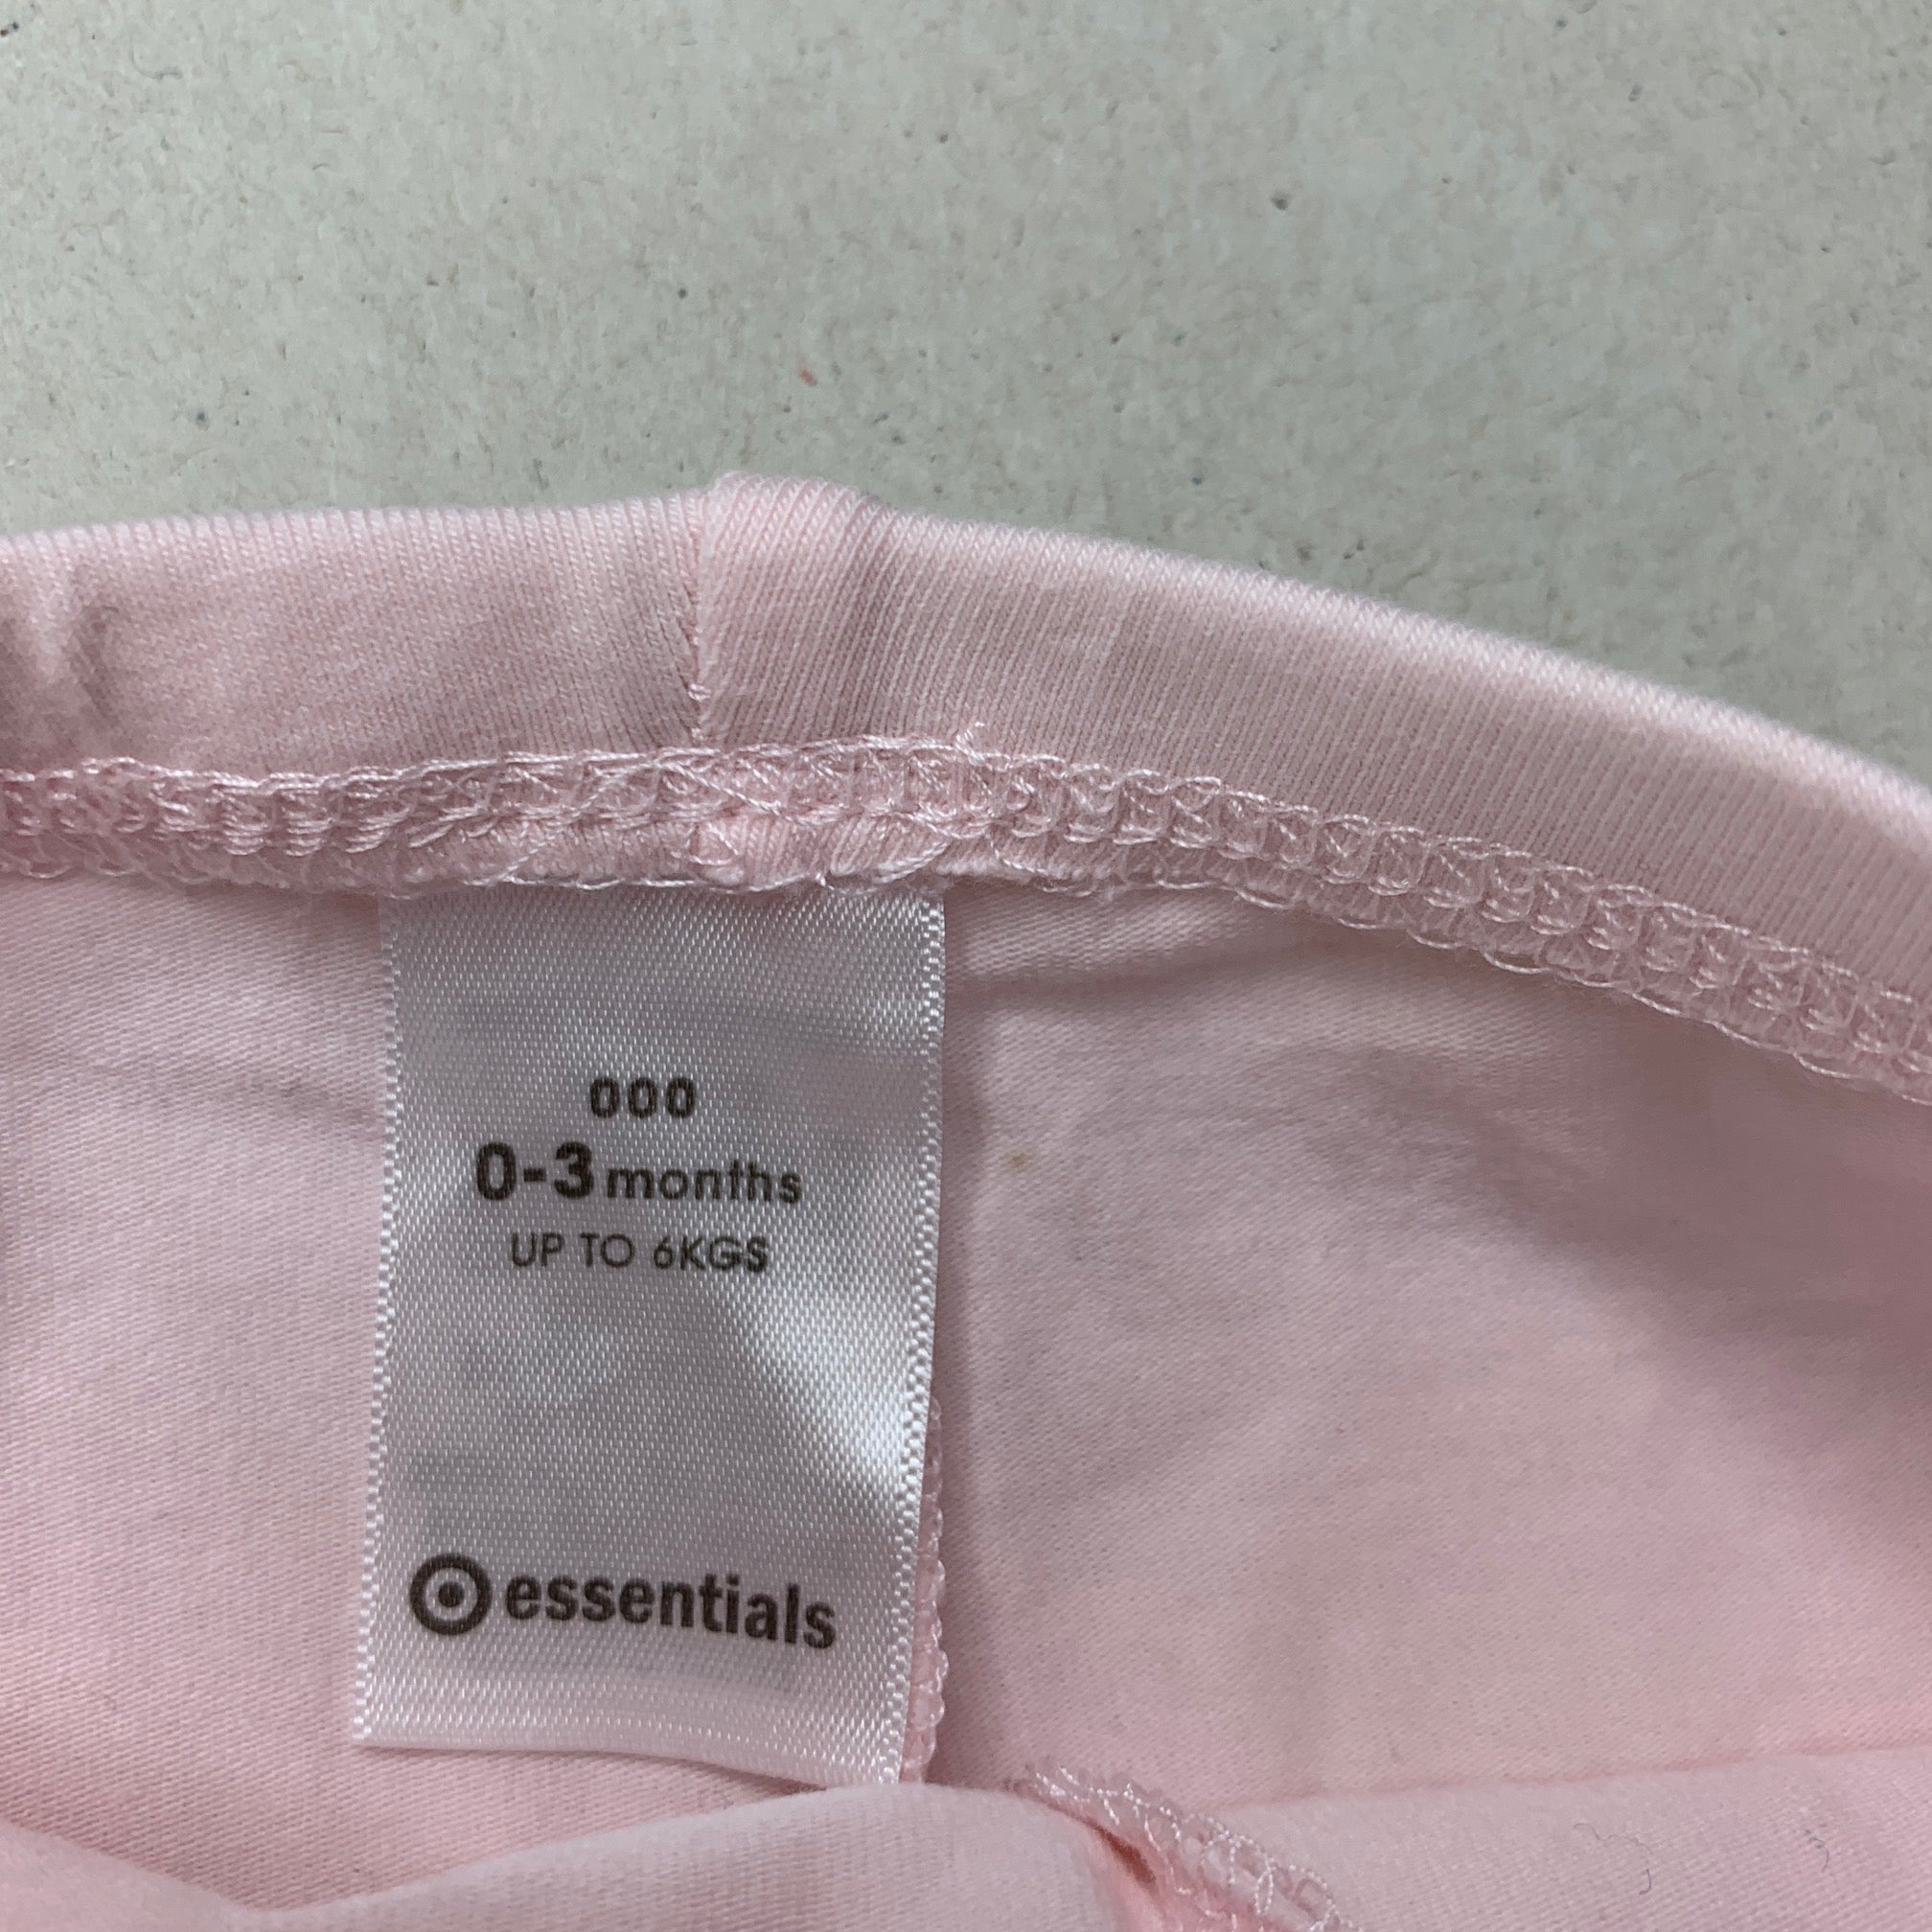 000
0-3 months
UP TO 6KGS
essentials